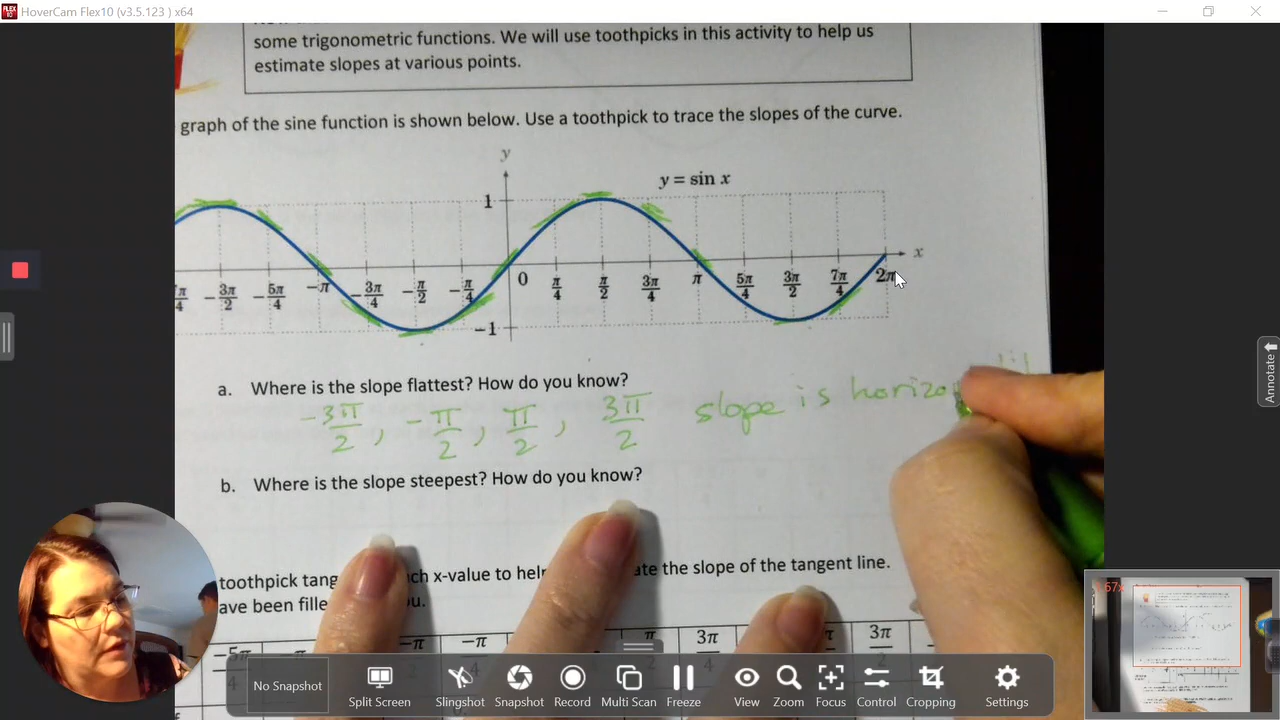 HoverCam Flex10 (v3.5.123 ) x64
some trigonometric functions. We will use toothpicks in this activity to help us
estimate slopes at various points.
graph of the sine function is shown below. Use a toothpick to trace the slopes of the curve.
y
y = sin x
1
x
π/4 −3π/2 −5π/4 −π −3π/4 −π/2 −π/4 0 π/4 π/2 3π/4 π 5π/4 3π/2 7π/4 2π
−1
a. Where is the slope flattest? How do you know?
-3π/2, -π/2, π/2, 3π/2 slope is horizo
b. Where is the slope steepest? How do you know?
toothpick tang ch x-value to help ate the slope of the tangent line.
ave been fille u.
−5π/4 −π −π π 3π/4 π 3π/2
No Snapshot
Split Screen
Slingshot
Snapshot
Record
Multi Scan
Freeze
View
Zoom
Focus
Control
Cropping
Settings
Annotate